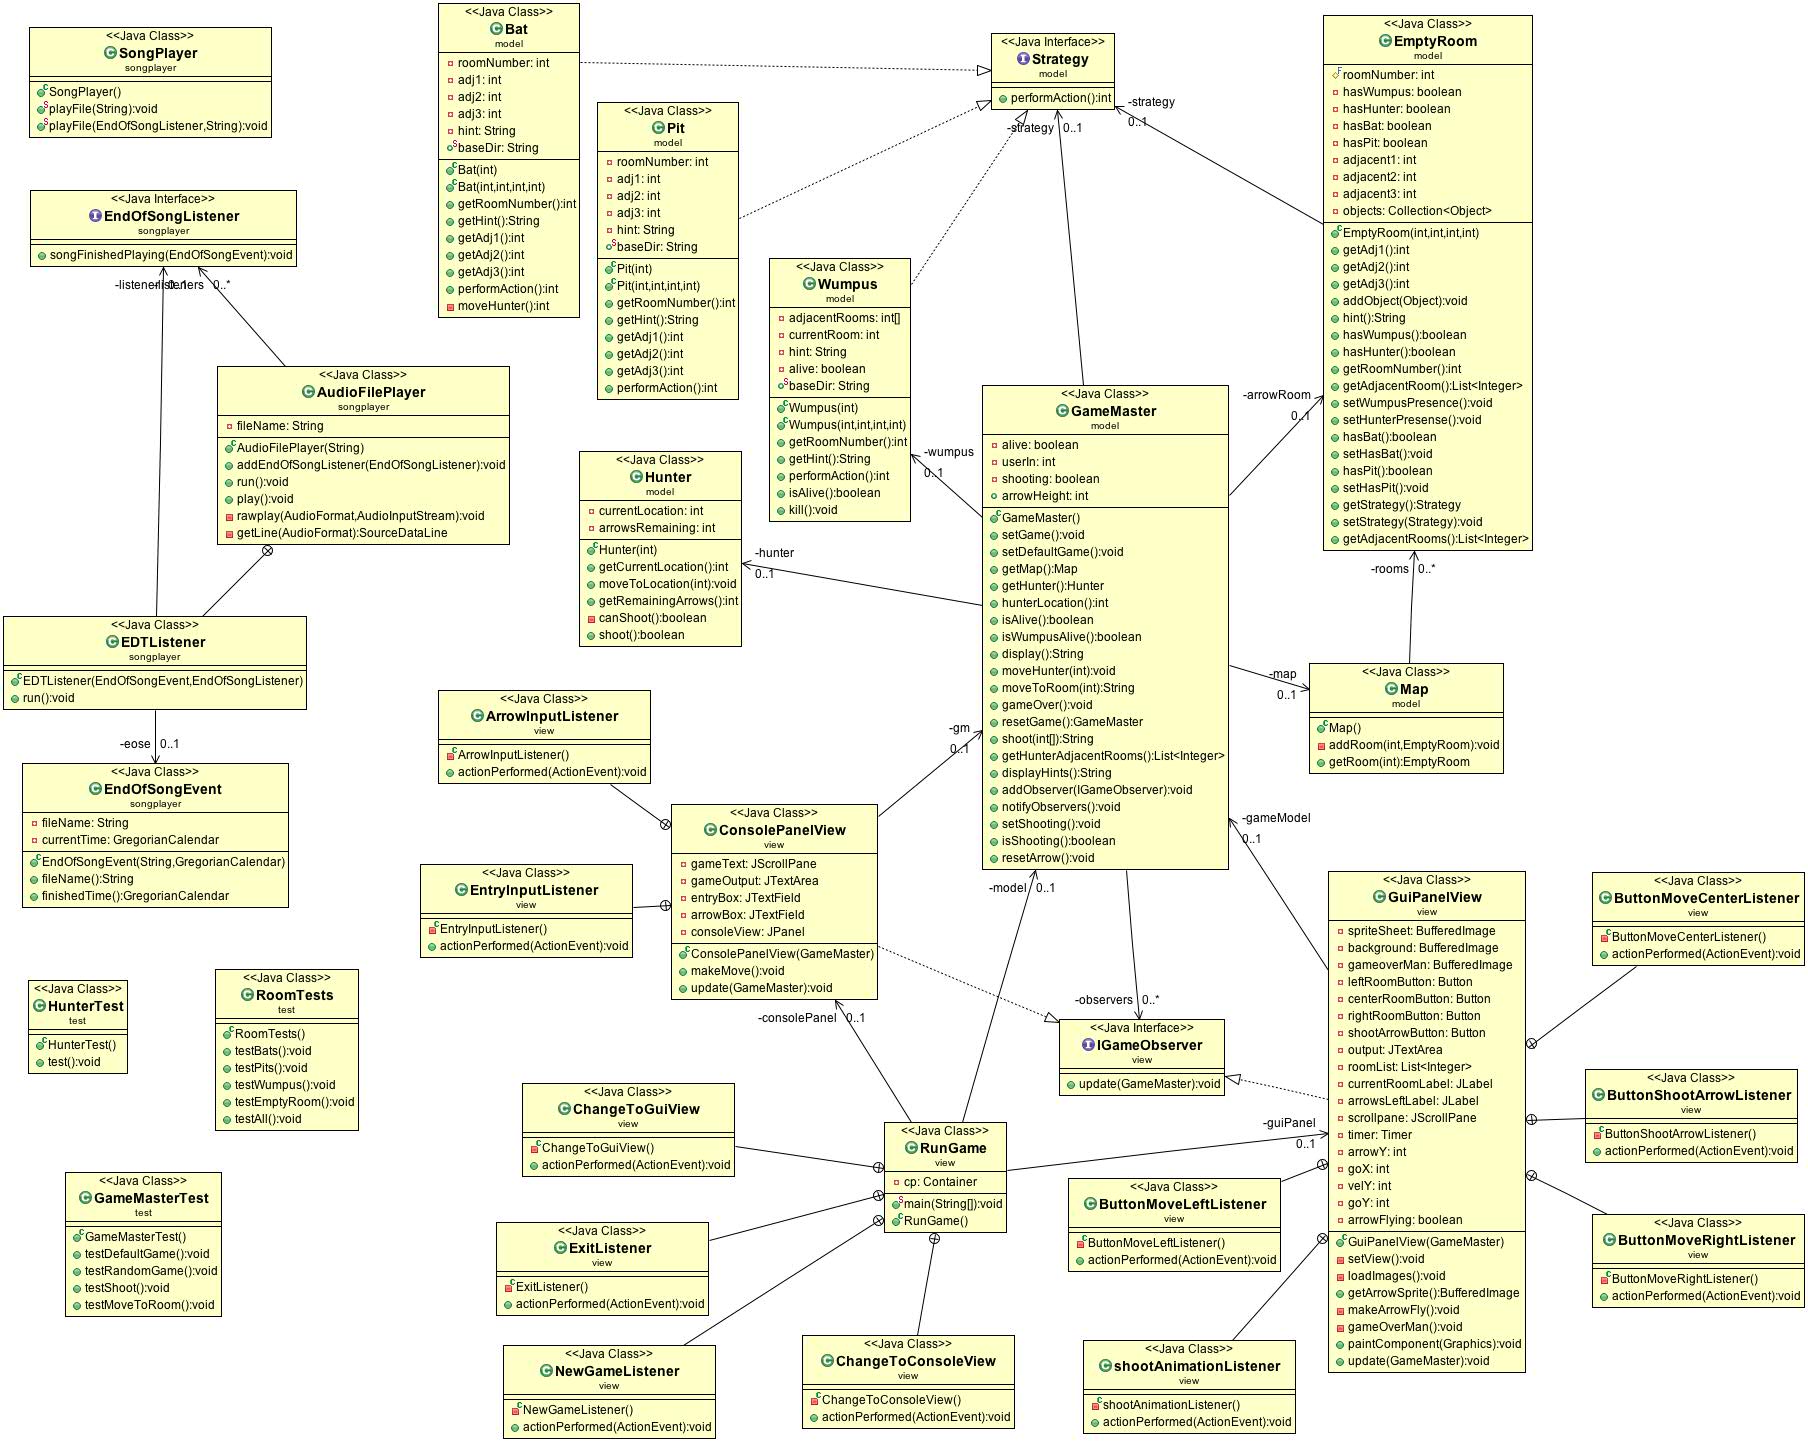 <<Java Class>>
SongPlayer
songplayer
SongPlayer()
playFile(String):void
playFile(EndOfSongListener,String):void
<<Java Interface>>
EndOfSongListener
songplayer
songFinishedPlaying(EndOfSongEvent):void
-listeners 0..*
<<Java Class>>
AudioFilePlayer
songplayer
fileName: String
AudioFilePlayer(String)
addEndOfSongListener(EndOfSongListener):void
run():void
play():void
rawplay(AudioFormat,AudioInputStream):void
getLine(AudioFormat):SourceDataLine
<<Java Class>>
EDTListener
songplayer
EDTListener(EndOfSongEvent,EndOfSongListener)
run():void
-eose 0..1
<<Java Class>>
EndOfSongEvent
songplayer
fileName: String
currentTime: GregorianCalendar
EndOfSongEvent(String,GregorianCalendar)
fileName():String
finishedTime():GregorianCalendar
<<Java Class>>
HunterTest
test
HunterTest()
test():void
<<Java Class>>
RoomTests
test
RoomTests()
testBats():void
testPits():void
testWumpus():void
testEmptyRoom():void
testAll():void
<<Java Class>>
GameMasterTest
test
GameMasterTest()
testDefaultGame():void
testRandomGame():void
testShoot():void
testMoveToRoom():void
<<Java Class>>
Bat
model
roomNumber: int
adj1: int
adj2: int
adj3: int
hint: String
baseDir: String
Bat(int)
Bat(int,int,int,int)
getRoomNumber():int
getHint():String
getAdj1():int
getAdj2():int
getAdj3():int
performAction():int
moveHunter():int
<<Java Class>>
Pit
model
roomNumber: int
adj1: int
adj2: int
adj3: int
hint: String
baseDir: String
Pit(int)
Pit(int,int,int,int)
getRoomNumber():int
getHint():String
getAdj1():int
getAdj2():int
getAdj3():int
performAction():int
<<Java Class>>
Wumpus
model
adjacentRooms: int[]
currentRoom: int
hint: String
alive: boolean
baseDir: String
Wumpus(int)
Wumpus(int,int,int,int)
getRoomNumber():int
getHint():String
performAction():int
isAlive():boolean
kill():void
<<Java Class>>
Hunter
model
currentLocation: int
arrowsRemaining: int
Hunter(int)
getCurrentLocation():int
moveToLocation(int):void
getRemainingArrows():int
canShoot():boolean
shoot():boolean
<<Java Interface>>
Strategy
model
performAction():int
-strategy 0..1
-strategy
0..1
<<Java Class>>
GameMaster
model
alive: boolean
userIn: int
shooting: boolean
arrowHeight: int
GameMaster()
setGame():void
setDefaultGame():void
getMap():Map
getHunter():Hunter
hunterLocation():int
isAlive():boolean
isWumpusAlive():boolean
display():String
moveHunter(int):void
moveToRoom(int):String
gameOver():void
resetGame():GameMaster
shoot(int[]):String
getHunterAdjacentRooms():List<Integer>
displayHints():String
addObserver(IGameObserver):void
notifyObservers():void
setShooting():void
isShooting():boolean
resetArrow():void
-wumpus
0..1
-hunter
0..1
-arrowRoom
0..1
-map
0..1
-gm
0..1
-model 0..1
-observers 0..*
-gameModel
0..1
<<Java Class>>
EmptyRoom
model
roomNumber: int
hasWumpus: boolean
hasHunter: boolean
hasBat: boolean
hasPit: boolean
adjacent1: int
adjacent2: int
adjacent3: int
objects: Collection<Object>
EmptyRoom(int,int,int,int)
getAdj1():int
getAdj2():int
getAdj3():int
addObject(Object):void
hint():String
hasWumpus():boolean
hasHunter():boolean
getRoomNumber():int
getAdjacentRoom():List<Integer>
setWumpusPresence():void
setHunterPresense():void
hasBat():boolean
setHasBat():void
hasPit():boolean
setHasPit():void
getStrategy():Strategy
setStrategy(Strategy):void
getAdjacentRooms():List<Integer>
-rooms 0..*
<<Java Class>>
Map
model
Map()
addRoom(int,EmptyRoom):void
getRoom(int):EmptyRoom
<<Java Class>>
ArrowInputListener
view
ArrowInputListener()
actionPerformed(ActionEvent):void
<<Java Class>>
EntryInputListener
view
EntryInputListener()
actionPerformed(ActionEvent):void
<<Java Class>>
ConsolePanelView
view
gameText: JScrollPane
gameOutput: JTextArea
entryBox: JTextField
arrowBox: JTextField
consoleView: JPanel
ConsolePanelView(GameMaster)
makeMove():void
update(GameMaster):void
-consolePanel 0..1
<<Java Interface>>
IGameObserver
view
update(GameMaster):void
<<Java Class>>
ChangeToGuiView
view
ChangeToGuiView()
actionPerformed(ActionEvent):void
<<Java Class>>
RunGame
view
cp: Container
main(String[]):void
RunGame()
-guiPanel
0..1
<<Java Class>>
ExitListener
view
ExitListener()
actionPerformed(ActionEvent):void
<<Java Class>>
NewGameListener
view
NewGameListener()
actionPerformed(ActionEvent):void
<<Java Class>>
ChangeToConsoleView
view
ChangeToConsoleView()
actionPerformed(ActionEvent):void
<<Java Class>>
ButtonMoveLeftListener
view
ButtonMoveLeftListener()
actionPerformed(ActionEvent):void
<<Java Class>>
shootAnimationListener
view
shootAnimationListener()
actionPerformed(ActionEvent):void
<<Java Class>>
GuiPanelView
view
spriteSheet: BufferedImage
background: BufferedImage
gameoverMan: BufferedImage
leftRoomButton: Button
centerRoomButton: Button
rightRoomButton: Button
shootArrowButton: Button
output: JTextArea
roomList: List<Integer>
currentRoomLabel: JLabel
arrowsLeftLabel: JLabel
scrollpane: JScrollPane
timer: Timer
arrowY: int
goX: int
velY: int
goY: int
arrowFlying: boolean
GuiPanelView(GameMaster)
setView():void
loadImages():void
getArrowSprite():BufferedImage
makeArrowFly():void
gameOverMan():void
paintComponent(Graphics):void
update(GameMaster):void
<<Java Class>>
ButtonMoveCenterListener
view
ButtonMoveCenterListener()
actionPerformed(ActionEvent):void
<<Java Class>>
ButtonShootArrowListener
view
ButtonShootArrowListener()
actionPerformed(ActionEvent):void
<<Java Class>>
ButtonMoveRightListener
view
ButtonMoveRightListener()
actionPerformed(ActionEvent):void